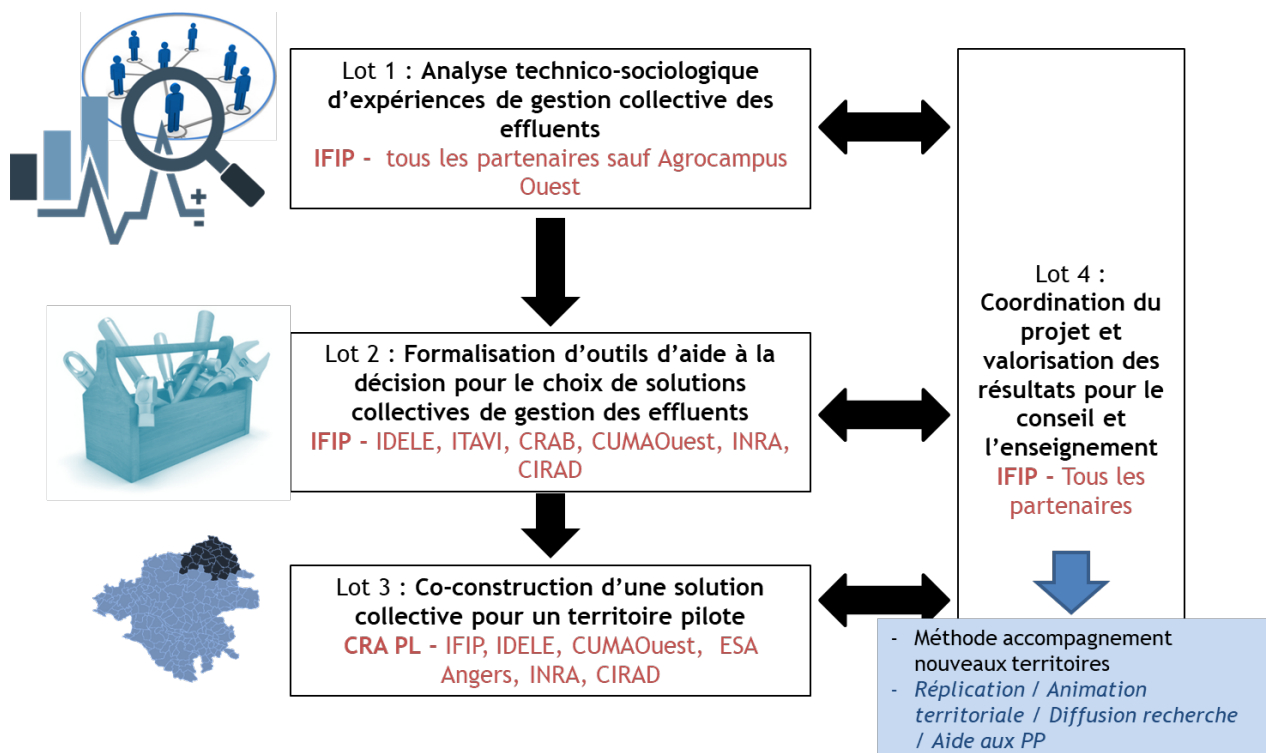 Lot 1 : Analyse technico-sociologique
d'expériences de gestion collective des
effluents
IFIP - tous les partenaires sauf Agrocampus
Ouest
Lot 2 : Formalisation d'outils d'aide à la
décision pour le choix de solutions
collectives de gestion des effluents
IFIP - IDELE, ITAVI, CRAB, CUMAOuest, INRA,
CIRAD
Lot 3 : Co-construction d'une solution
collective pour un territoire pilote
CRA PL - IFIP, IDELE, CUMAOuest, ESA
Angers, INRA, CIRAD
Lot 4 :
Coordination du
projet et
valorisation des
résultats pour le
conseil et
l'enseignement
IFIP - Tous les
partenaires
- Méthode accompagnement
nouveaux territoires
- Réplication / Animation
territoriale / Diffusion recherche
/ Aide aux PP